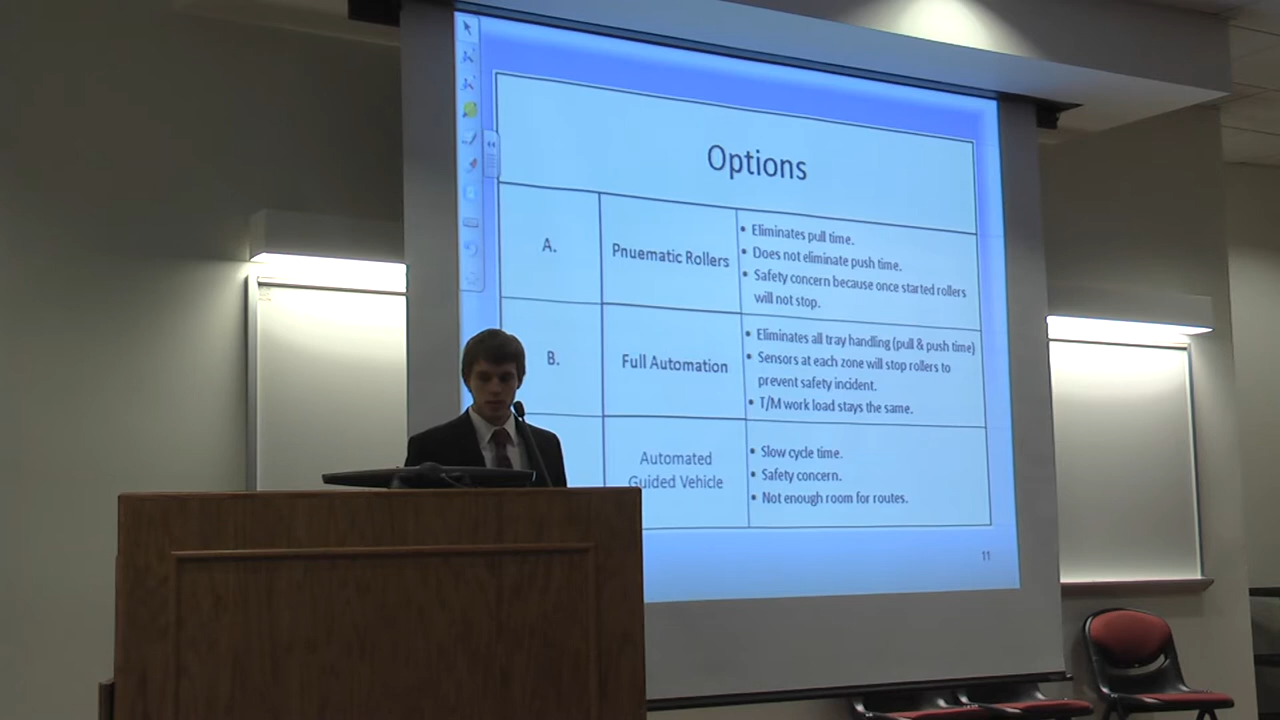 Options
A.
Pnuematic Rollers
• Eliminates pull time.
• Does not eliminate push time.
• Safety concern because once started rollers
will not stop.
B.
Full Automation
• Eliminates all tray handling (pull & push time)
• Sensors at each zone will stop rollers to
prevent safety incident.
• T/M work load stays the same.
Automated
Guided Vehicle
• Slow cycle time.
• Safety concern.
• Not enough room for routes.
11